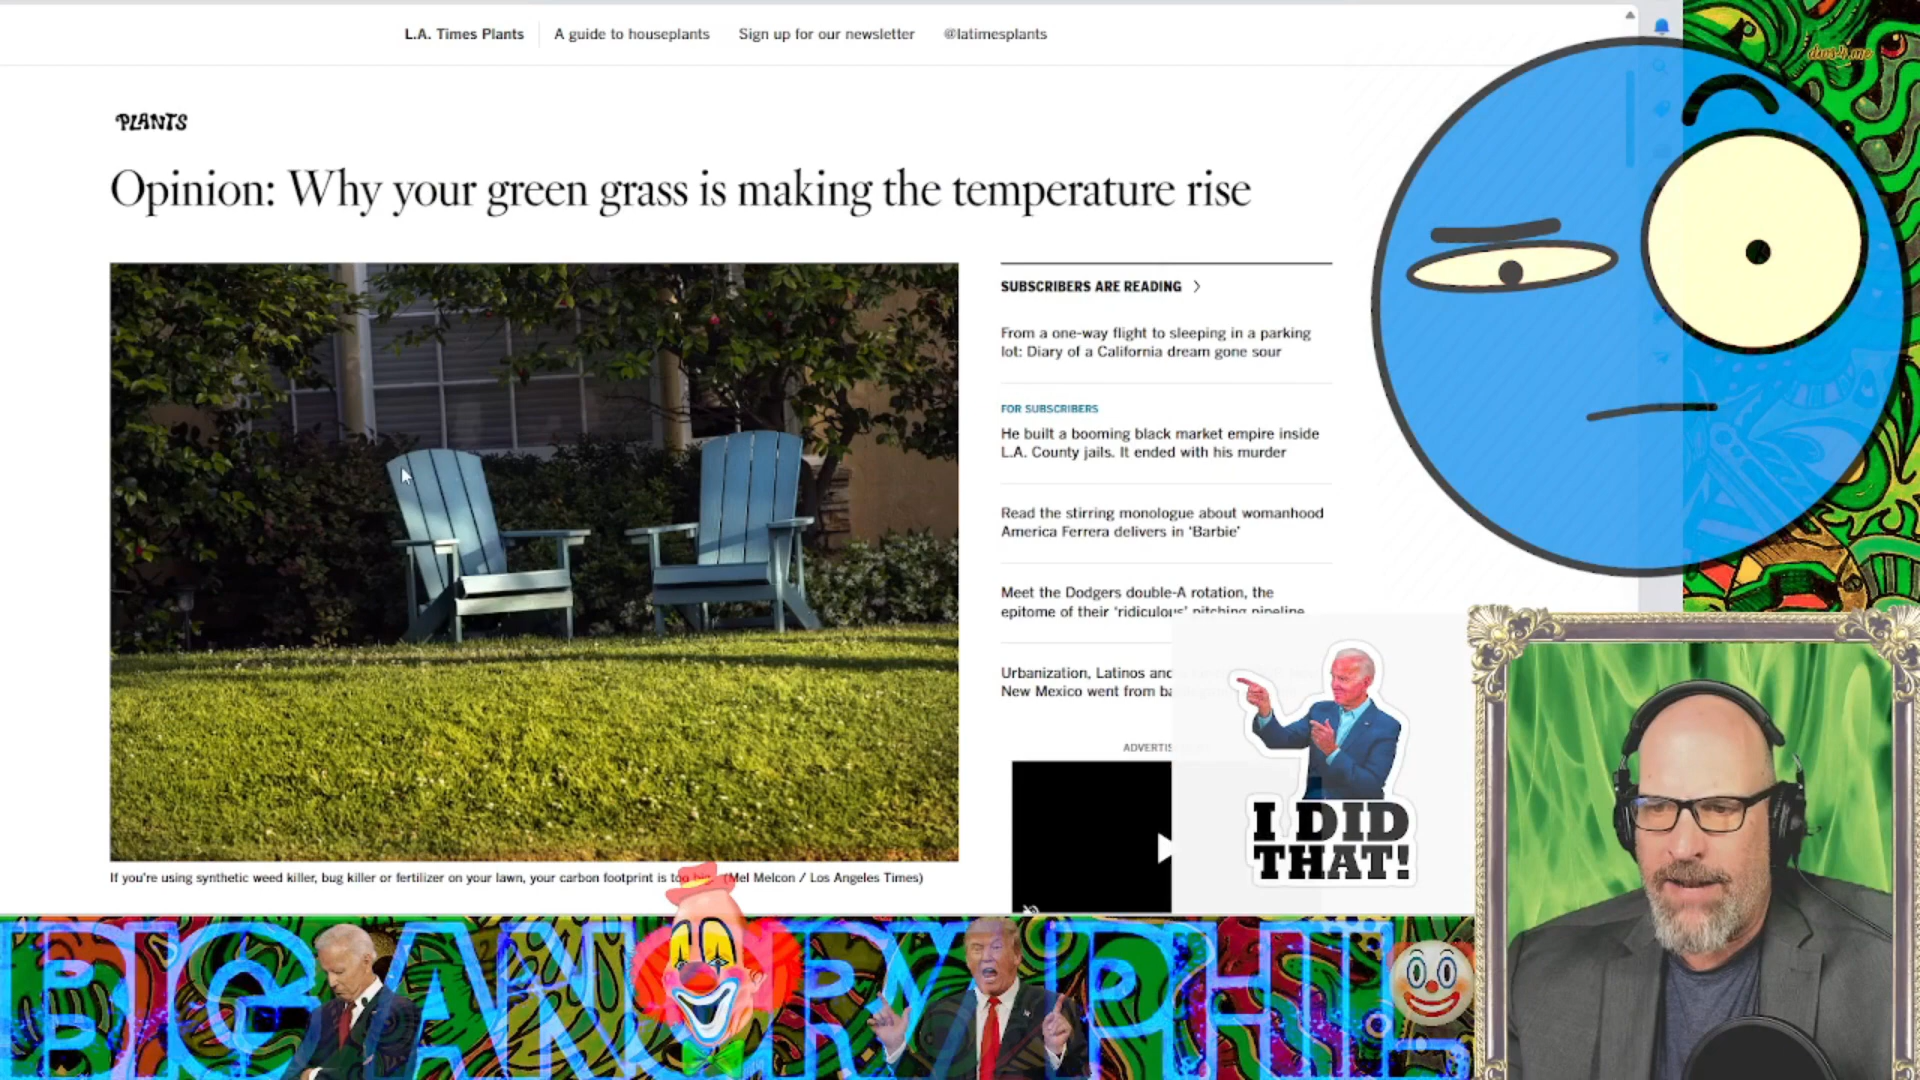 L.A. Times Plants
A guide to houseplants
Sign up for our newsletter
@latimesplants
dws4.me
PLANTS
Opinion: Why your green grass is making the temperature rise
SUBSCRIBERS ARE READING
From a one-way flight to sleeping in a parking
lot: Diary of a California dream gone sour
FOR SUBSCRIBERS
He built a booming black market empire inside
L.A. County jails. It ended with his murder
Read the stirring monologue about womanhood
America Ferrera delivers in ‘Barbie’
Meet the Dodgers double-A rotation, the
epitome of their ‘ridiculous’ pitching pipeline
Urbanization, Latinos and
New Mexico went from
I DID
THAT!
If you’re using synthetic weed killer, bug killer or fertilizer on your lawn, your carbon footprint is (Mel Melcon / Los Angeles Times)
BIG ANGRY PHIL